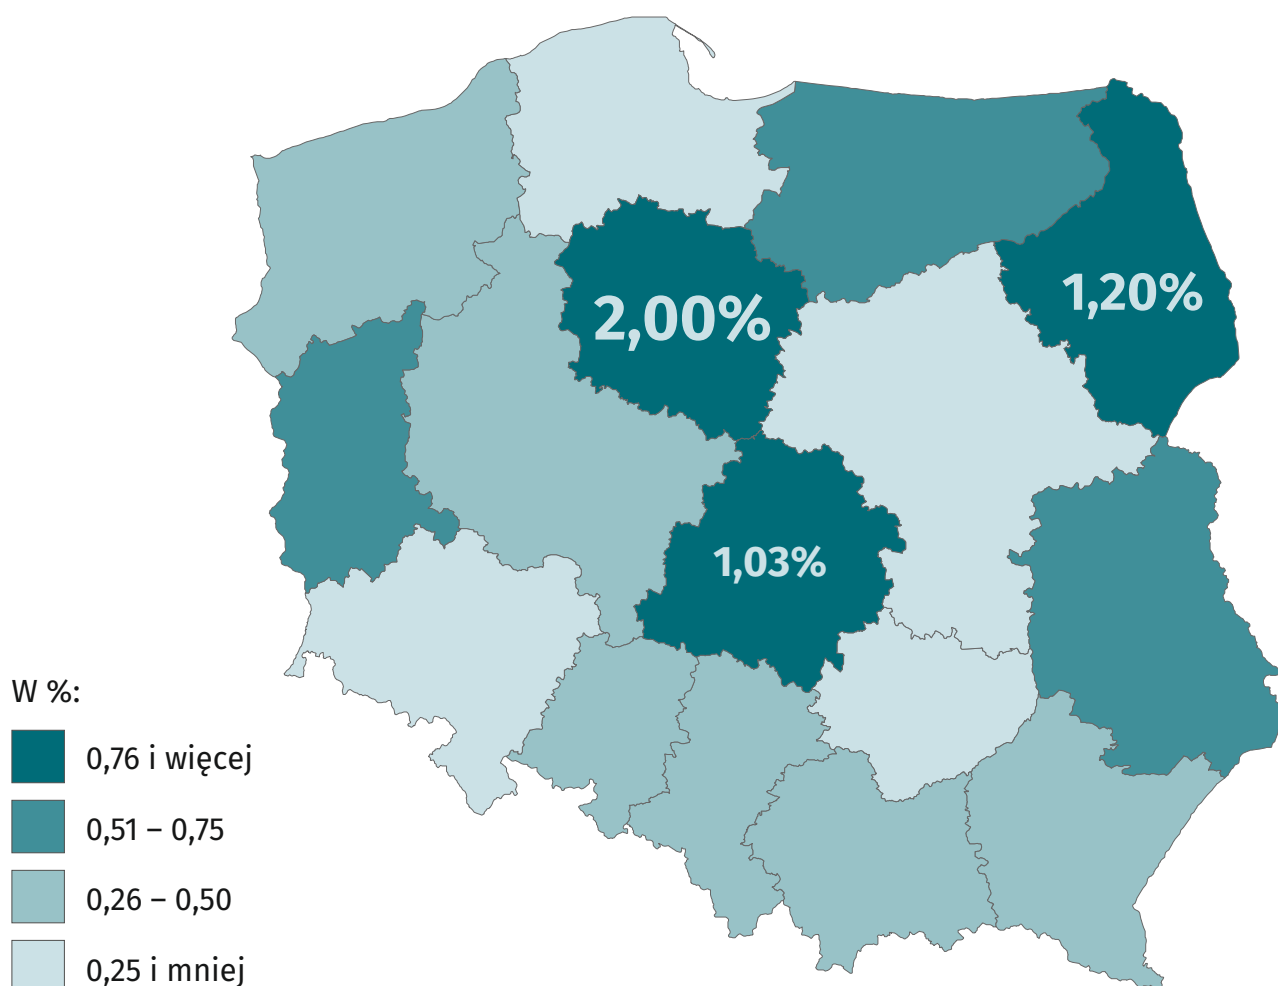 2,00%
1,20%
1,03%
W %:
0,76 i więcej
0,51 – 0,75
0,26 – 0,50
0,25 i mniej